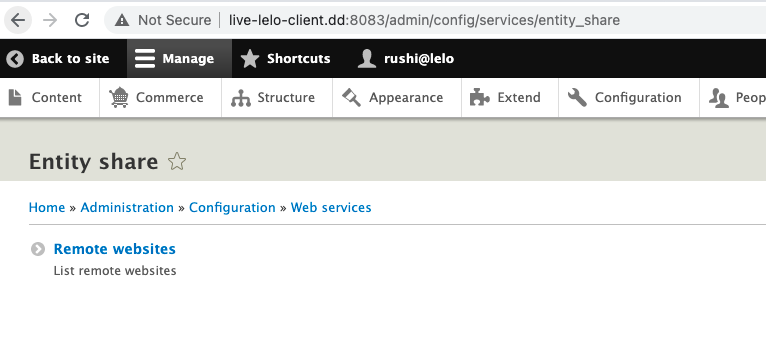 Not Secure live-lelo-client.dd:8083/admin/config/services/entity_share
Back to site Manage Shortcuts rushi@lelo
Content Commerce Structure Appearance Extend Configuration Peop
Entity share
Home » Administration » Configuration » Web services
Remote websites
List remote websites